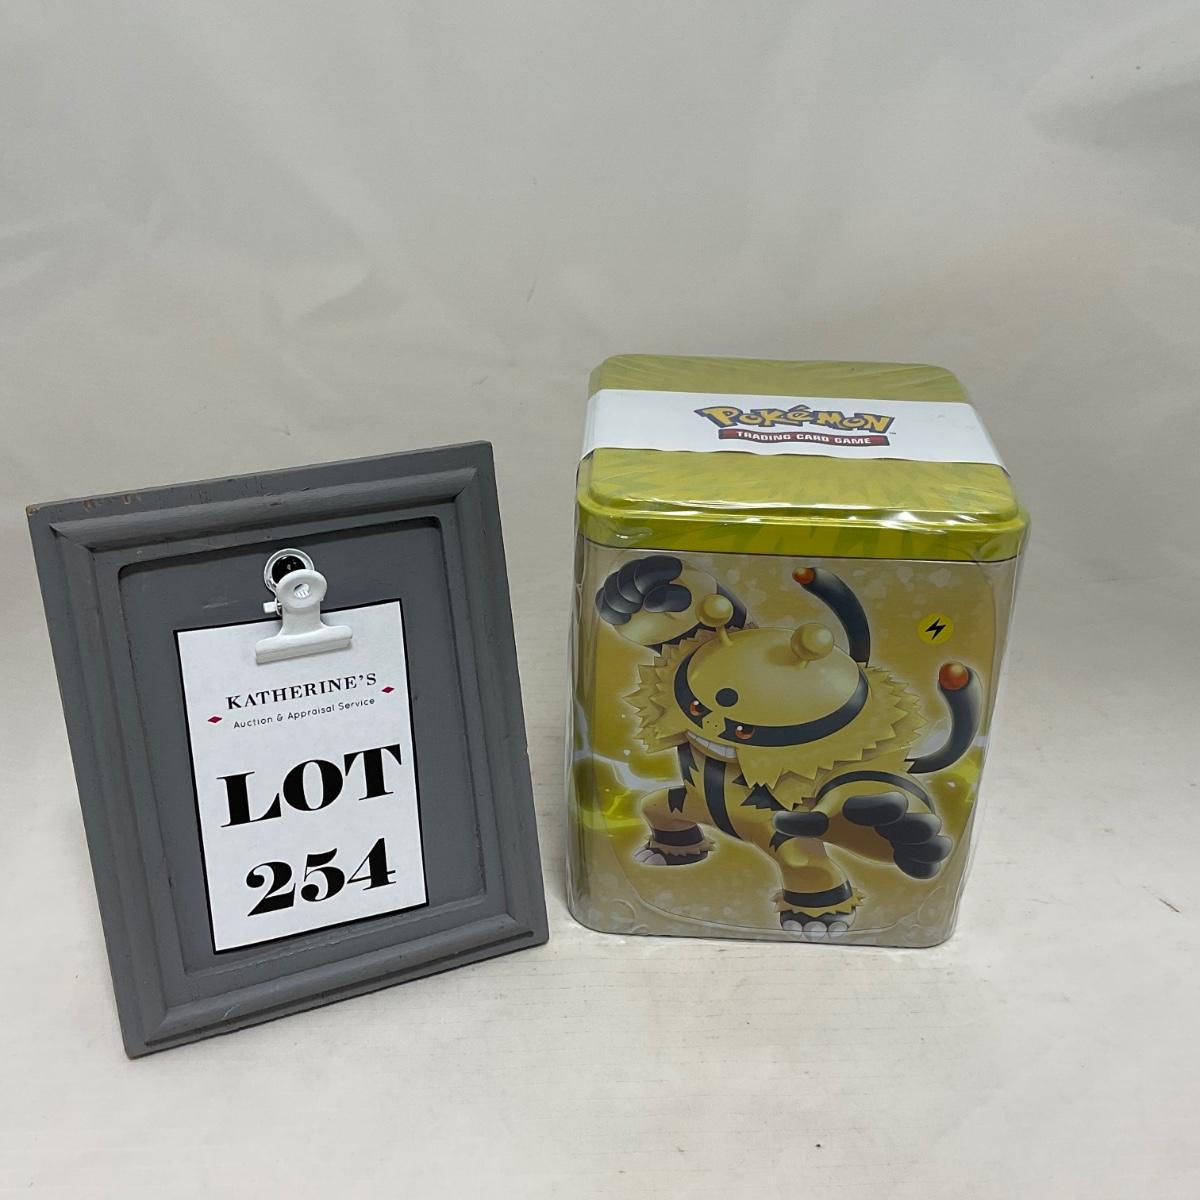 KATHERINE'S
Auction & Appraisal Service
LOT
254
POKéMON
TRADING CARD GAME